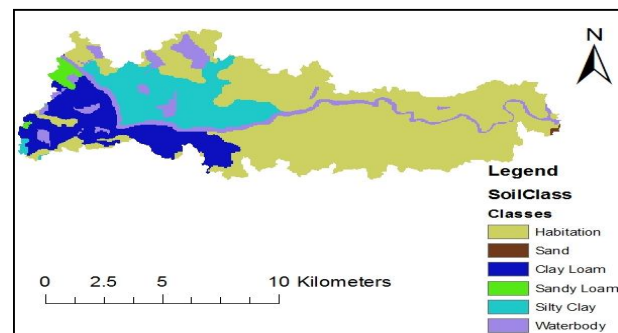 N
Legend
SoilClass
Classes
Habitation
Sand
Clay Loam
Sandy Loam
Silty Clay
Waterbody
0 2.5 5 10 Kilometers